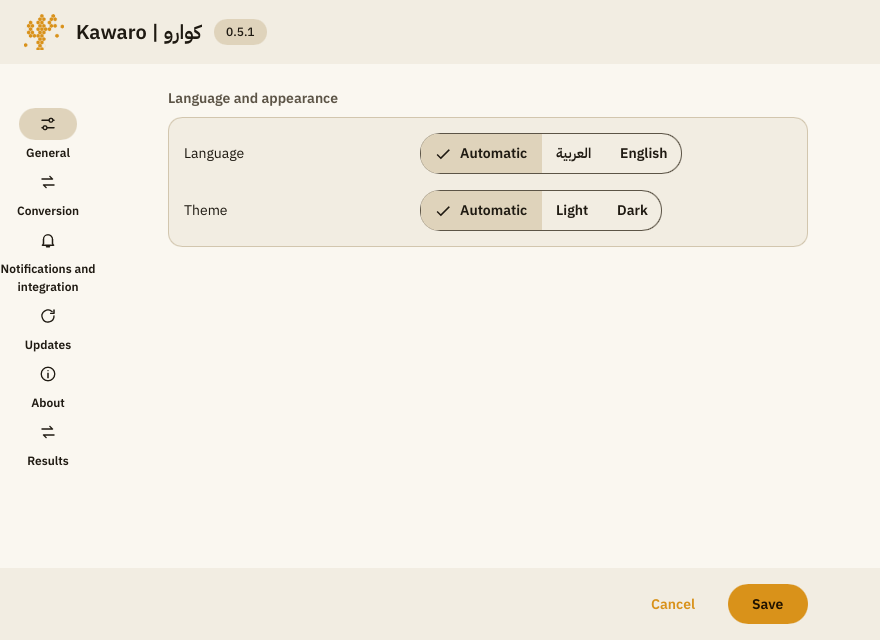 Kawaro | كوارو 0.5.1
Language and appearance
Language Automatic العربية English
Theme Automatic Light Dark
General
Conversion
Notifications and
integration
Updates
About
Results
Cancel Save